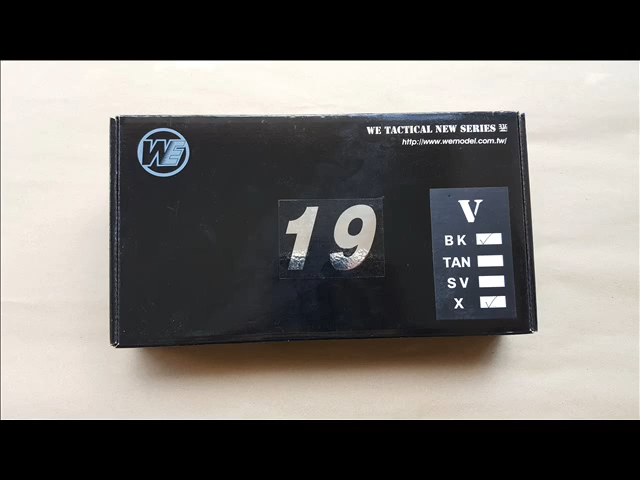 WE
WE TACTICAL NEW SERIES
http://www.wemodel.com.tw/
19
V
BK
TAN
SV
X